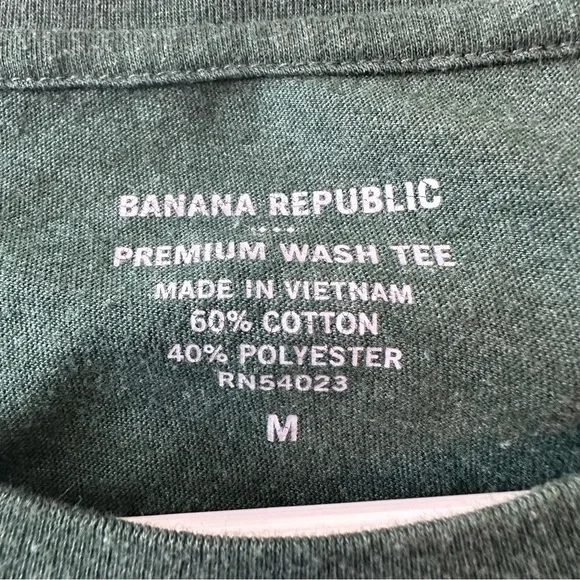 BANANA REPUBLIC
PREMIUM WASH TEE
MADE IN VIETNAM
60% COTTON
40% POLYESTER
RN54023
M